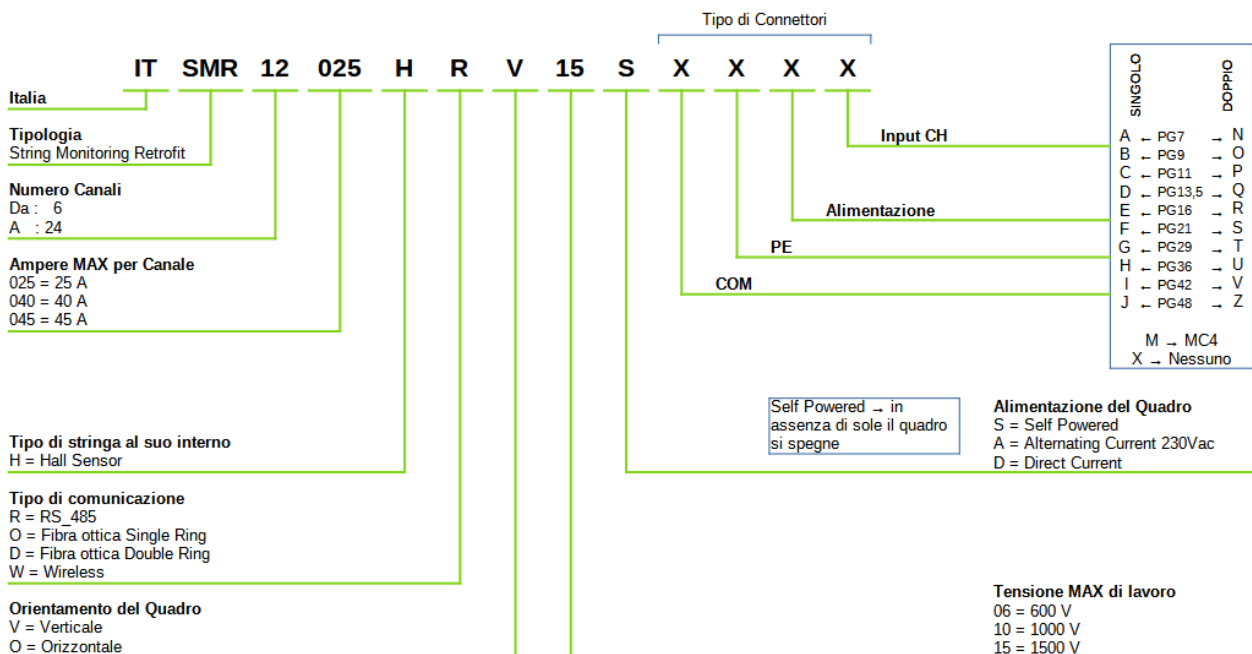 Tipo di Connettori
IT SMR 12 025 H R V 15 S X X X X
Italia
Tipologia
String Monitoring Retrofit
Numero Canali
Da : 6
A : 24
Ampere MAX per Canale
025 = 25 A
040 = 40 A
045 = 45 A
Tipo di stringa al suo interno
H = Hall Sensor
Tipo di comunicazione
R = RS_485
O = Fibra ottica Single Ring
D = Fibra ottica Double Ring
W = Wireless
Orientamento del Quadro
V = Verticale
O = Orizzontale
Input CH
Alimentazione
PE
COM
SINGOLO DOPPIO
A ← PG7 → N
B ← PG9 → O
C ← PG11 → P
D ← PG13,5 → Q
E ← PG16 → R
F ← PG21 → S
G ← PG29 → T
H ← PG36 → U
I ← PG42 → V
J ← PG48 → Z
M → MC4
X → Nessuno
Self Powered → in
assenza di sole il quadro
si spegne
Alimentazione del Quadro
S = Self Powered
A = Alternating Current 230Vac
D = Direct Current
Tensione MAX di lavoro
06 = 600 V
10 = 1000 V
15 = 1500 V